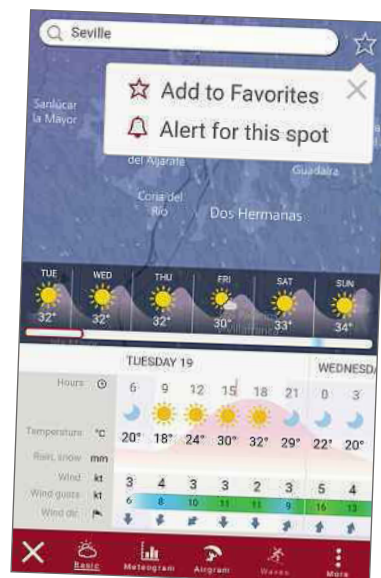 Seville
Add to Favorites
Alert for this spot
Sanlúcar
la Mayor
del Aljarafe
Guadaira
Coria del
Río
Dos Hermanas
TUE WED THU FRI SAT SUN
32° 32° 32° 30° 33° 34°
TUESDAY 19 WEDNESDA
Hours 6 9 12 15 18 21 0 3
Temperature °C 20° 18° 24° 30° 32° 29° 22° 20°
Rain, snow mm
Wind kt 3 4 3 3 2 3 5 4
Wind gusts kt 6 8 10 11 11 9 16 13
Wind dir.
Basic Meteogram Airgram Waves More